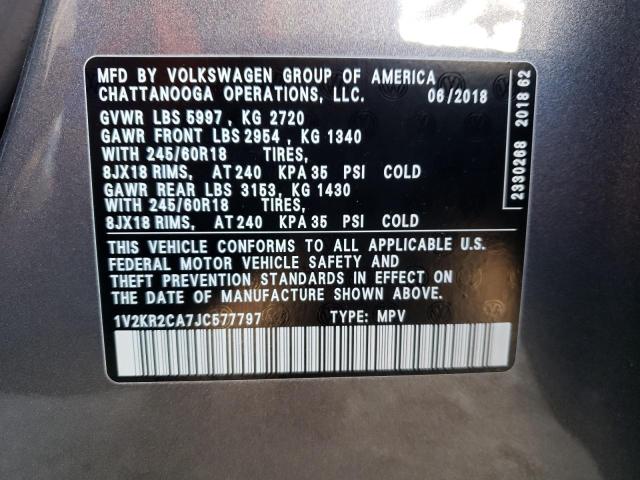 MFD BY VOLKSWAGEN GROUP OF AMERICA
CHATTANOOGA OPERATIONS, LLC. 06/2018
GVWR LBS 5997, KG 2720
GAWR FRONT LBS 2954, KG 1340
WITH 245/60R18 TIRES,
8JX18 RIMS, AT 240 KPA 35 PSI COLD
GAWR REAR LBS 3153, KG 1430
WITH 245/60R18 TIRES,
8JX18 RIMS, AT 240 KPA 35 PSI COLD
THIS VEHICLE CONFORMS TO ALL APPLICABLE U.S.
FEDERAL MOTOR VEHICLE SAFETY AND
THEFT PREVENTION STANDARDS IN EFFECT ON
THE DATE OF MANUFACTURE SHOWN ABOVE.
1V2KR2CA7JC577797 TYPE: MPV
2330268 2018 62